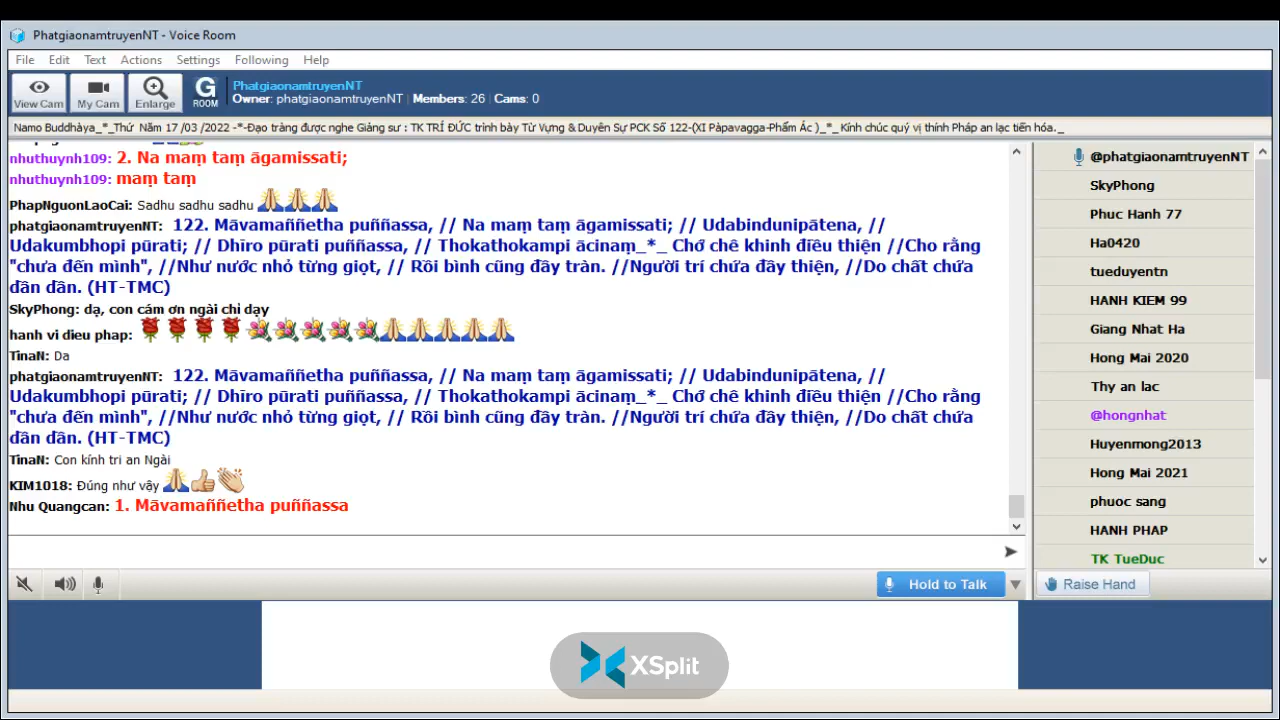 PhatgiaonamtruyenNT - Voice Room
File Edit Text Actions Settings Following Help
View Cam My Cam Enlarge G ROOM
PhatgiaonamtruyenNT
Owner: phatgiaonamtruyenNT | Members: 26 | Cams: 0
Namo Buddhàya_*_Thứ Năm 17 /03 /2022 -*-Đạo tràng được nghe Giảng sư : TK TRÍ ĐỨC trình bày Từ Vựng & Duyên Sự PCK Số 122-(XI Pàpavagga-Phẩm Ác )_*_ Kính chúc quý vị thính Pháp an lạc tiến hóa._
nhuthuynh109: 2. Na maṃ taṃ āgamissati;
nhuthuynh109: maṃ taṃ
PhapNguonLaoCai: Sadhu sadhu sadhu
phatgiaonamtruyenNT: 122. Māvamaññetha puññassa, // Na maṃ taṃ āgamissati; // Udabindunipātena, //
Udakumbhopi pūrati; // Dhīro pūrati puññassa, // Thokathokampi ācinaṃ_*_ Chớ chê khinh điều thiện //Cho rằng
"chưa đến mình", //Như nước nhỏ từng giọt, // Rồi bình cũng đầy tràn. //Người trí chứa đầy thiện, //Do chất chứa
dần dần. (HT-TMC)
SkyPhong: dạ, con cám ơn ngài chỉ dạy
hanh vi dieu phap:
TinaN: Da
phatgiaonamtruyenNT: 122. Māvamaññetha puññassa, // Na maṃ taṃ āgamissati; // Udabindunipātena, //
Udakumbhopi pūrati; // Dhīro pūrati puññassa, // Thokathokampi ācinaṃ_*_ Chớ chê khinh điều thiện //Cho rằng
"chưa đến mình", //Như nước nhỏ từng giọt, // Rồi bình cũng đầy tràn. //Người trí chứa đầy thiện, //Do chất chứa
dần dần. (HT-TMC)
TinaN: Con kính tri an Ngài
KIM1018: Đúng như vậy
Nhu Quangcan: 1. Māvamaññetha puññassa
@phatgiaonamtruyenNT
SkyPhong
Phuc Hanh 77
Ha0420
tueduyentn
HANH KIEM 99
Giang Nhat Ha
Hong Mai 2020
Thy an lac
@hongnhat
Huyenmong2013
Hong Mai 2021
phuoc sang
HANH PHAP
TK TueDuc
Hold to Talk
Raise Hand
XSplit